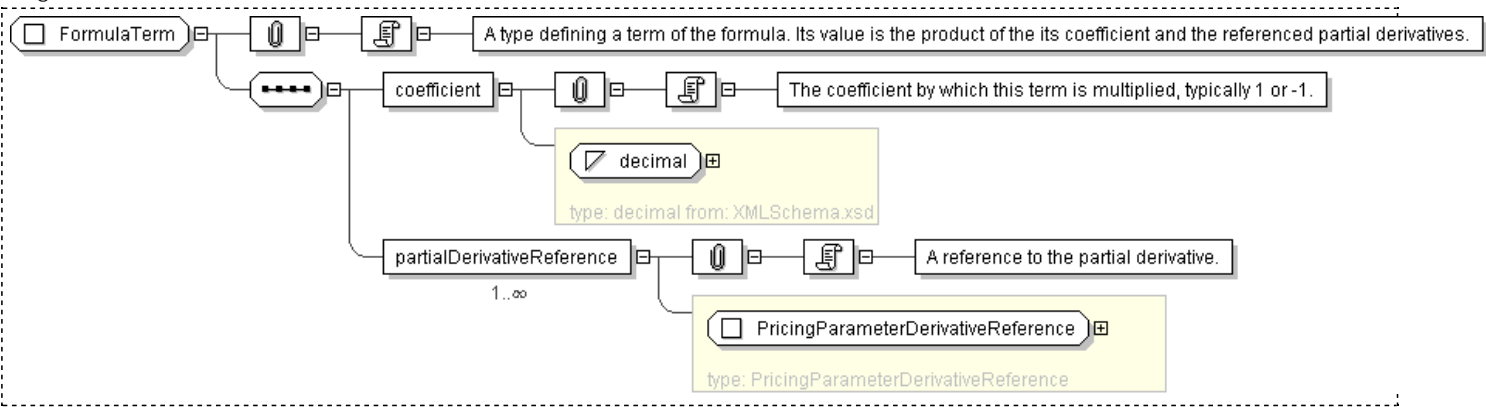 FormulaTerm
A type defining a term of the formula. Its value is the product of the its coefficient and the referenced partial derivatives.
coefficient
The coefficient by which this term is multiplied, typically 1 or -1.
decimal
type: decimal from: XMLSchema.xsd
partialDerivativeReference
A reference to the partial derivative.
1..∞
PricingParameterDerivativeReference
type: PricingParameterDerivativeReference